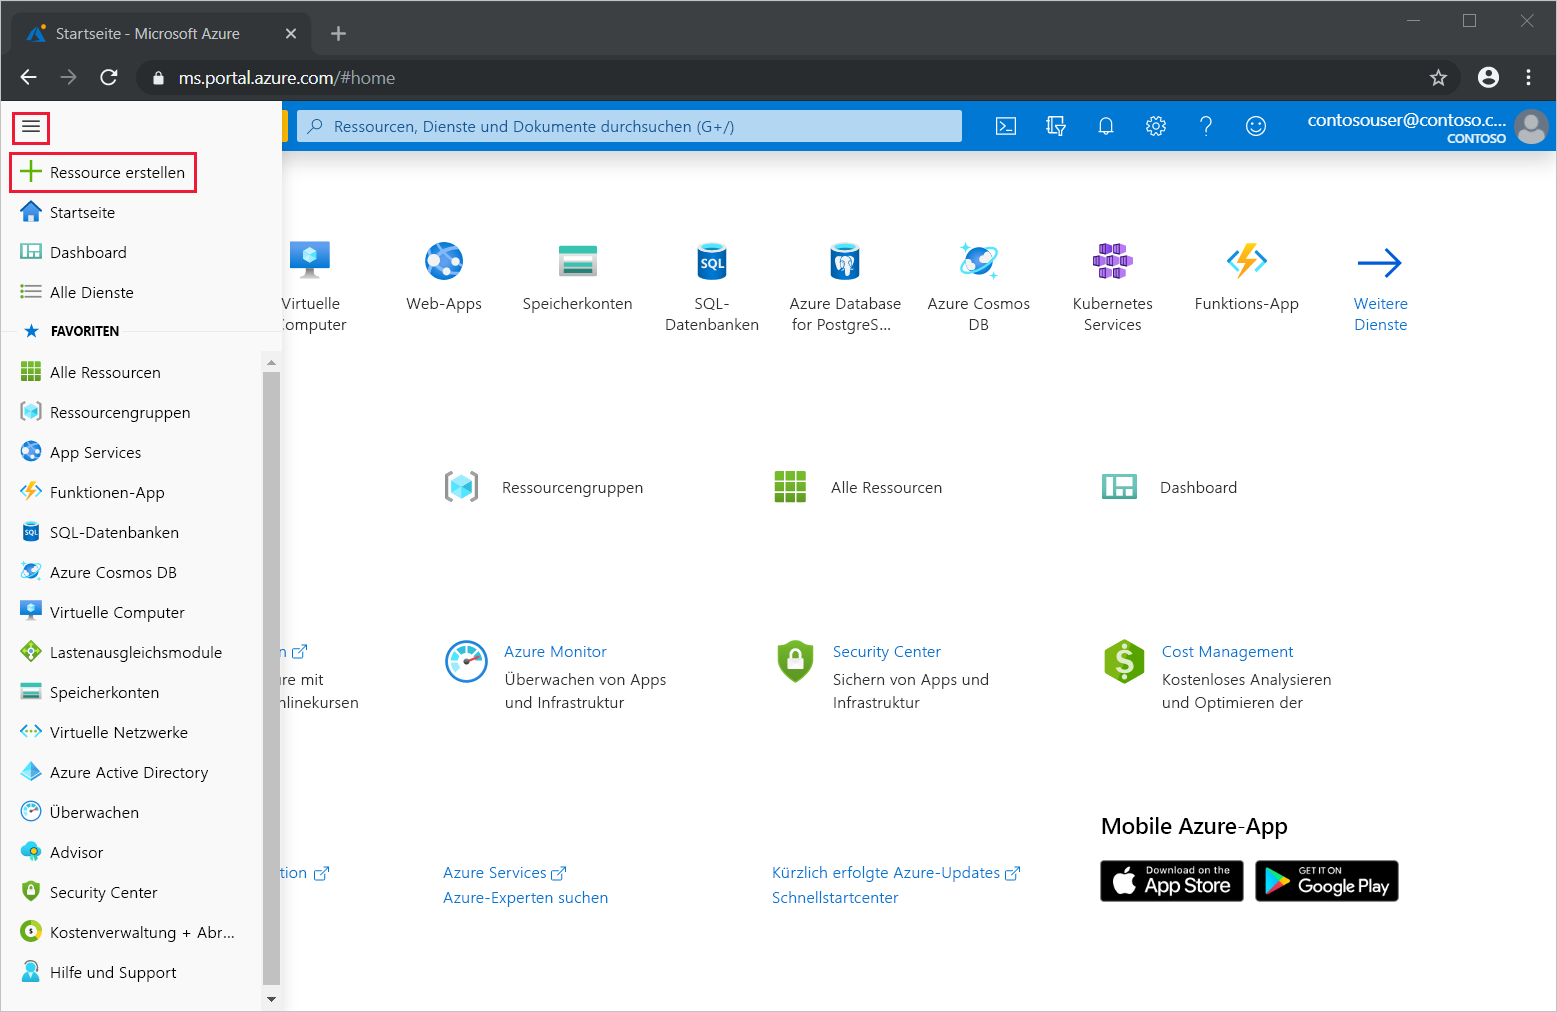 Startseite - Microsoft Azure
ms.portal.azure.com/#home
Ressourcen, Dienste und Dokumente durchsuchen (G+/)
contosouser@contoso.c...
CONTOSO
Ressource erstellen
Startseite
Dashboard
Alle Dienste
FAVORITEN
Alle Ressourcen
Ressourcengruppen
App Services
Funktionen-App
SQL-Datenbanken
Azure Cosmos DB
Virtuelle Computer
Lastenausgleichsmodule
Speicherkonten
Virtuelle Netzwerke
Azure Active Directory
Überwachen
Advisor
Security Center
Kostenverwaltung + Abr...
Hilfe und Support
Virtuelle
omputer
Web-Apps
Speicherkonten
SQL
SQL-
Datenbanken
Azure Database
for PostgreS...
Azure Cosmos
DB
Kubernetes
Services
Funktions-App
Weitere
Dienste
Ressourcengruppen
Alle Ressourcen
Dashboard
n
re mit
nlinekursen
Azure Monitor
Überwachen von Apps
und Infrastruktur
Security Center
Sichern von Apps und
Infrastruktur
Cost Management
Kostenloses Analysieren
und Optimieren der
tion
Azure Services
Azure-Experten suchen
Kürzlich erfolgte Azure-Updates
Schnellstartcenter
Mobile Azure-App
Download on the
App Store
GET IT ON
Google Play